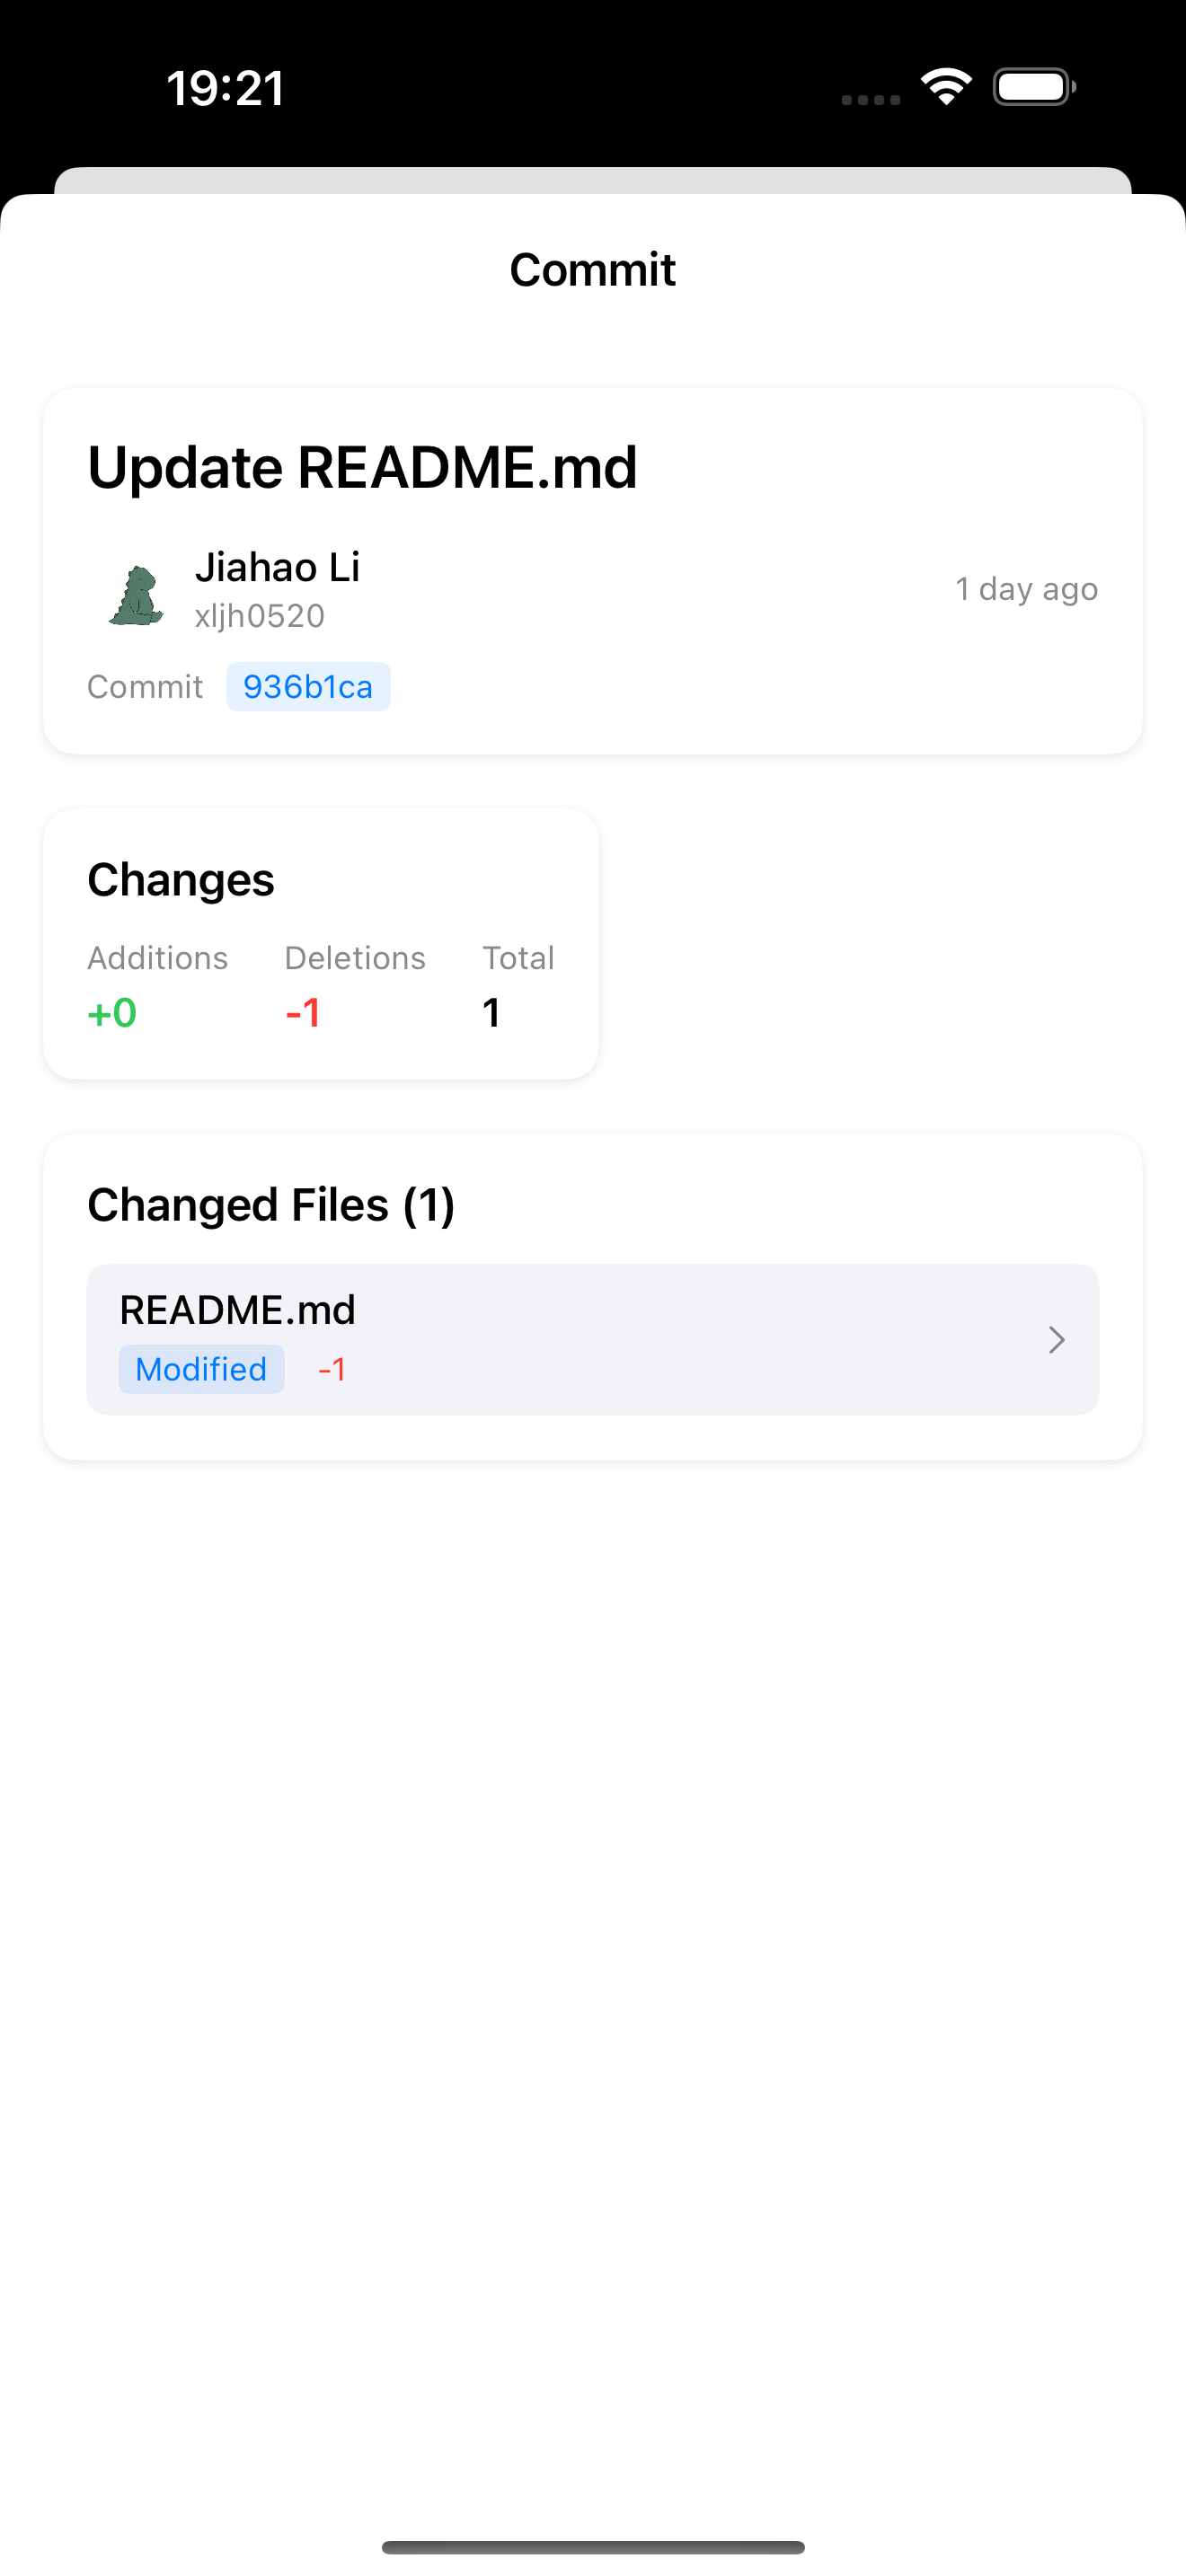 19:21
Commit
Update README.md
Jiahao Li
xljh0520
1 day ago
Commit 936b1ca
Changes
Additions Deletions Total
+0 -1 1
Changed Files (1)
README.md
Modified -1